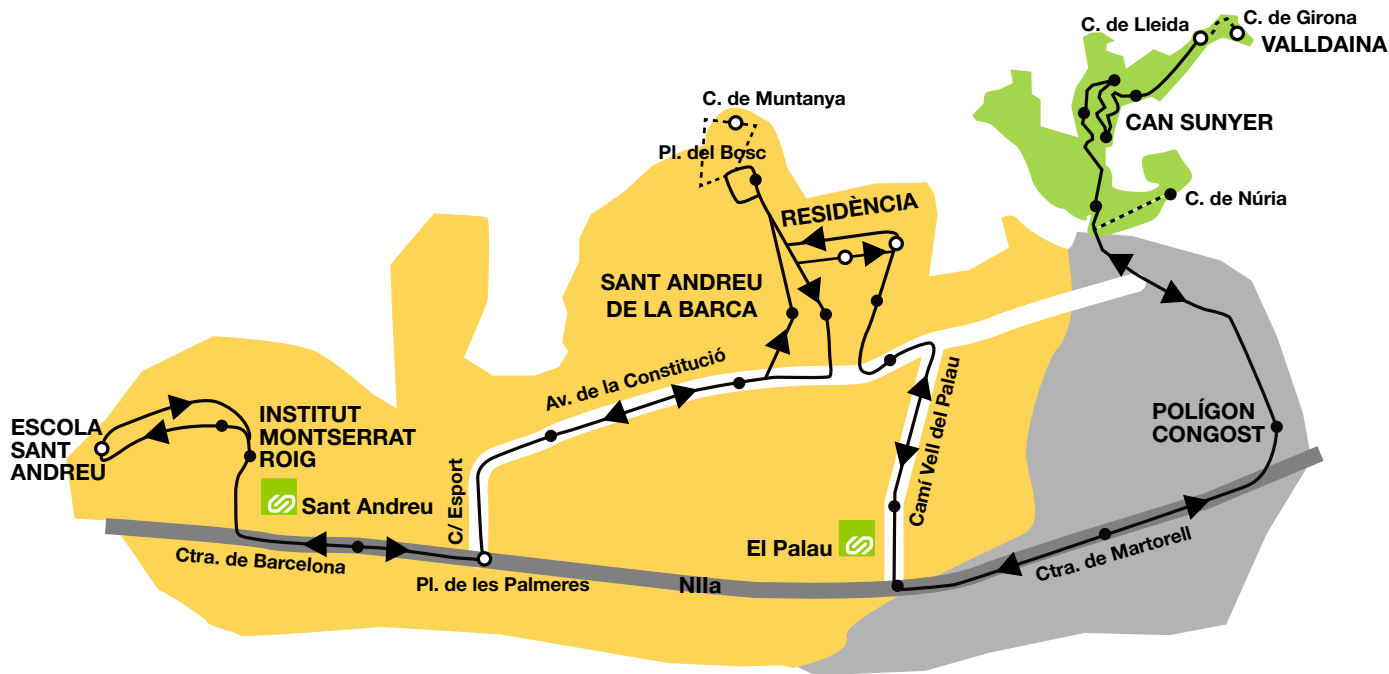 C. de Lleida
C. de Girona
VALLDAINA
C. de Muntanya
CAN SUNYER
Pl. del Bosc
C. de Núria
RESIDÈNCIA
SANT ANDREU
DE LA BARCA
Av. de la Constitució
ESCOLA
SANT
ANDREU
INSTITUT
MONTSERRAT
ROIG
POLÍGON
CONGOST
Camí Vell del Palau
C/ Esport
Sant Andreu
El Palau
Ctra. de Barcelona
Ctra. de Martorell
Pl. de les Palmeres
NIIa